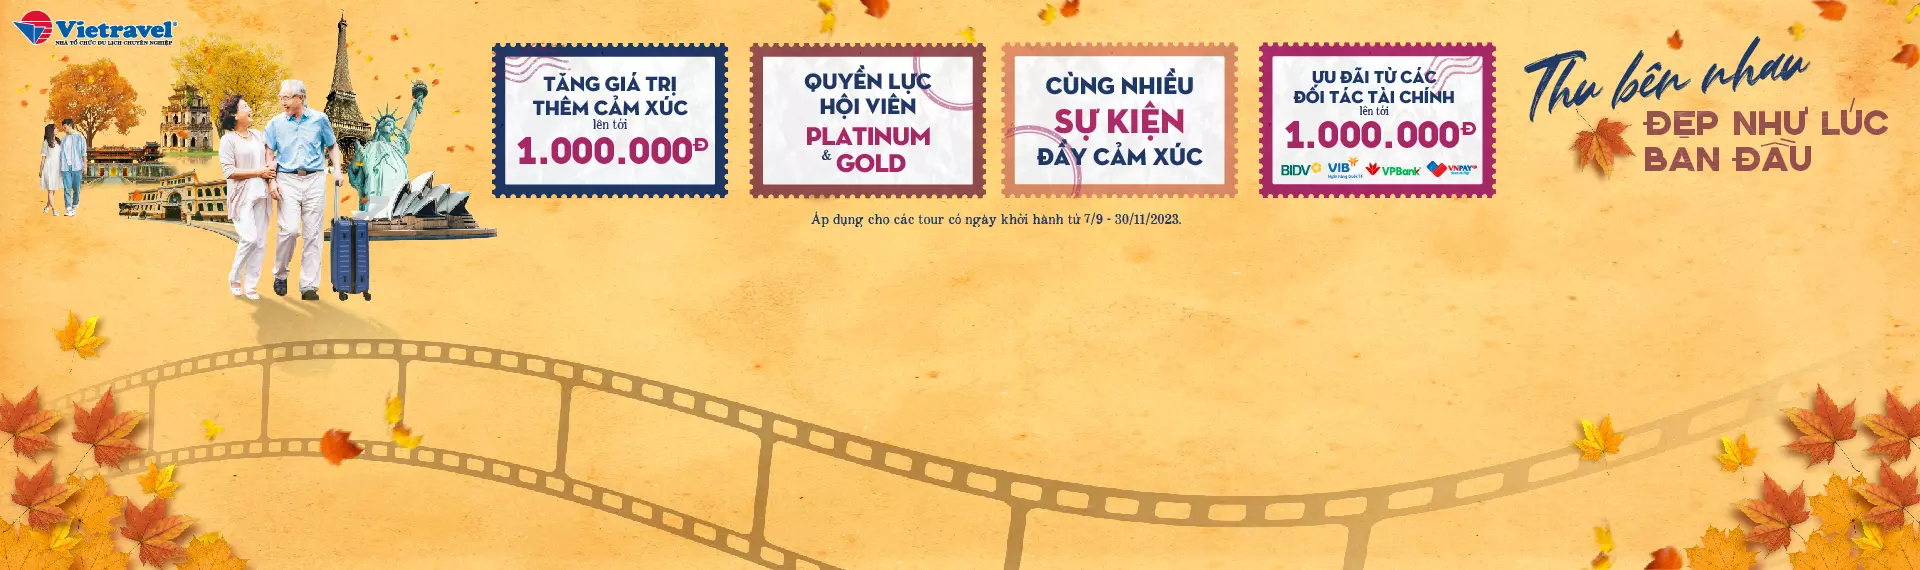 Vietravel®
NHÀ TỔ CHỨC DU LỊCH CHUYÊN NGHIỆP
TĂNG GIÁ TRỊ
THÊM CẢM XÚC
lên tới
1.000.000Đ
QUYỀN LỰC
HỘI VIÊN
PLATINUM
&
GOLD
CÙNG NHIỀU
SỰ KIỆN
ĐẦY CẢM XÚC
ƯU ĐÃI TỪ CÁC
ĐỐI TÁC TÀI CHÍNH
lên tới
1.000.000Đ
BIDV VIB VPBank VNPAY
Thu bên nhau
ĐẸP NHƯ LÚC
BAN ĐẦU
Áp dụng cho các tour có ngày khởi hành từ 7/9 - 30/11/2023.